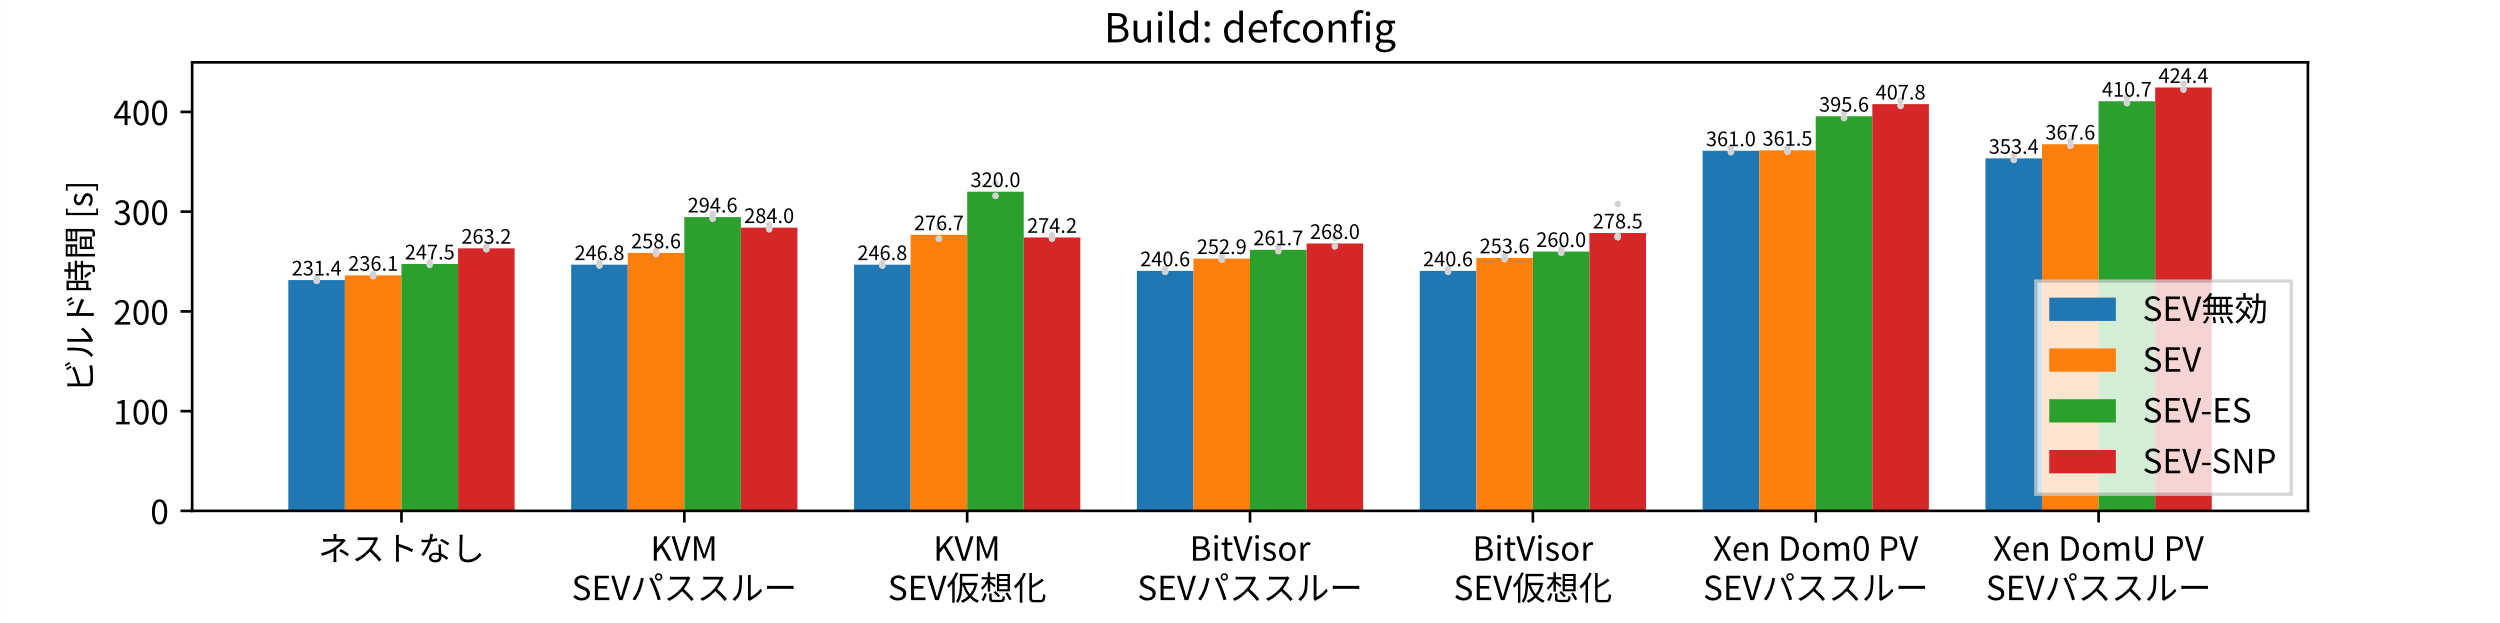 Build: defconfig
ビルド時間 [s]
400
300
200
100
0
231.4 236.1 247.5 263.2
246.8 258.6 294.6 284.0
246.8 276.7 320.0 274.2
240.6 252.9 261.7 268.0
240.6 253.6 260.0 278.5
361.0 361.5 395.6 407.8
353.4 367.6 410.7 424.4
SEV無効
SEV
SEV-ES
SEV-SNP
ネストなし
KVM
SEVパススルー
KVM
SEV仮想化
BitVisor
SEVパススルー
BitVisor
SEV仮想化
Xen Dom0 PV
SEVパススルー
Xen DomU PV
SEVパススルー